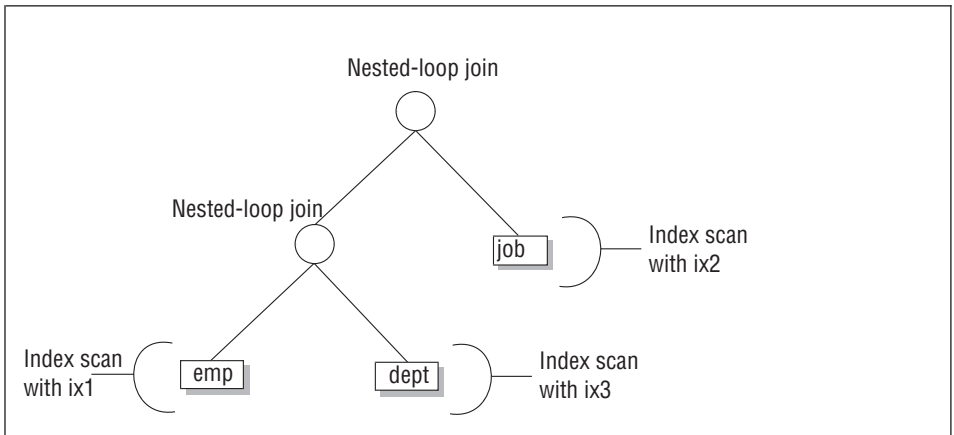 Nested-loop join
Nested-loop join
job
Index scan
with ix2
Index scan
with ix1
emp
dept
Index scan
with ix3